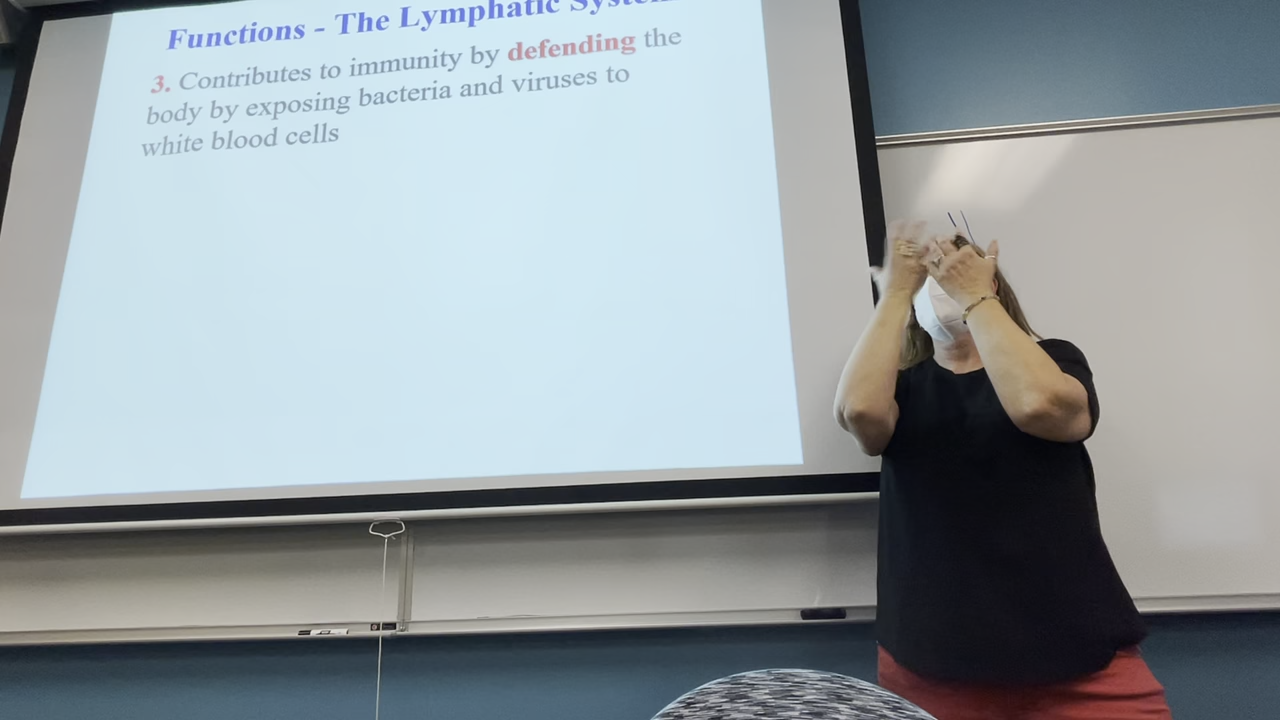 Functions - The Lymphatic System
3. Contributes to immunity by defending the
body by exposing bacteria and viruses to
white blood cells